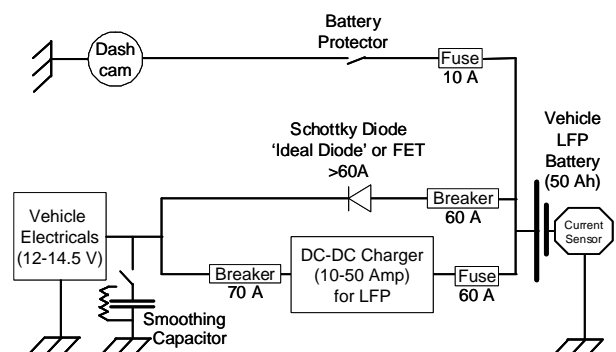 Battery
Protector
Dash
cam
Fuse
10 A
Schottky Diode
'Ideal Diode' or FET
>60A
Vehicle
LFP
Battery
(50 Ah)
Breaker
60 A
Vehicle
Electricals
(12-14.5 V)
Current
Sensor
DC-DC Charger
(10-50 Amp)
for LFP
Breaker
70 A
Fuse
60 A
Smoothing
Capacitor